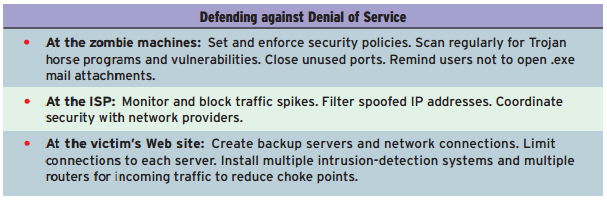 Defending against Denial of Service
• At the zombie machines: Set and enforce security policies. Scan regularly for Trojan
horse programs and vulnerabilities. Close unused ports. Remind users not to open .exe
mail attachments.
• At the ISP: Monitor and block traffic spikes. Filter spoofed IP addresses. Coordinate
security with network providers.
• At the victim's Web site: Create backup servers and network connections. Limit
connections to each server. Install multiple intrusion-detection systems and multiple
routers for incoming traffic to reduce choke points.